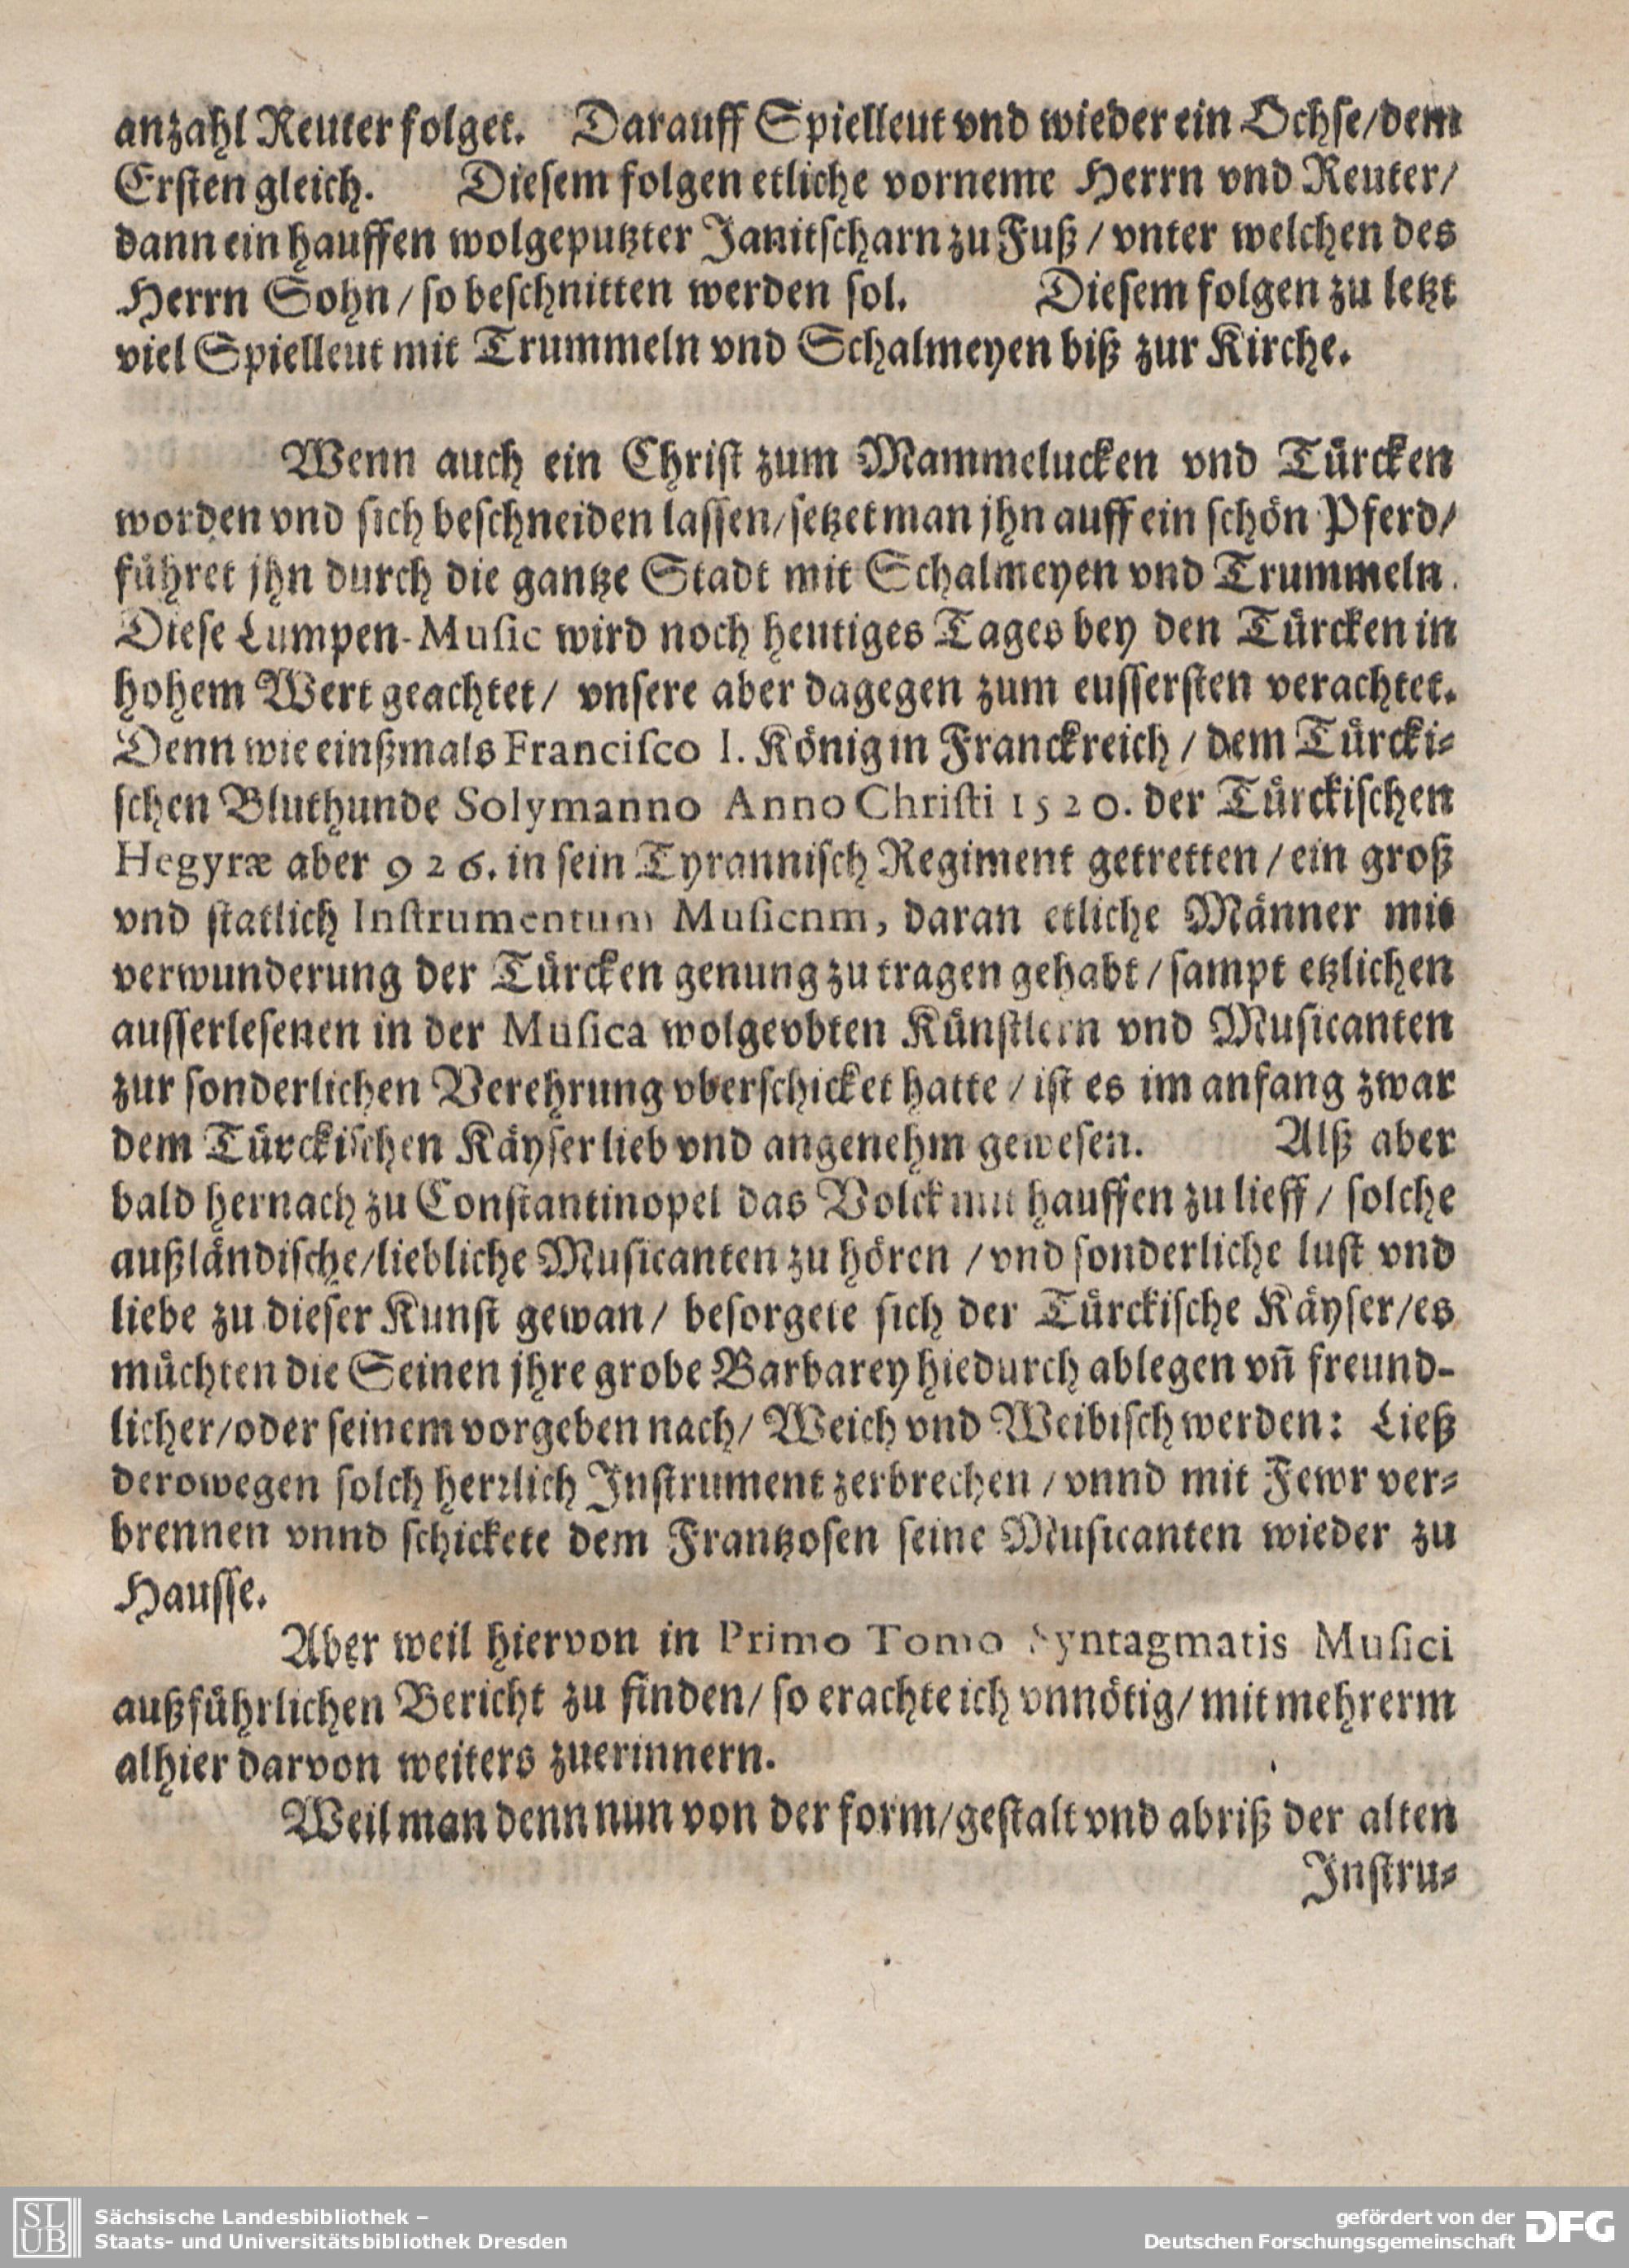 anzahl Reuter folget. Darauff Spielleut vnd wieder ein Ochse/dem
Ersten gleich. Diesem folgen etliche vorneme Herrn vnd Reuter/
dann ein hauffen wolgeputzter Janitscharn zu Fuß/vnter welchen des
Herrn Sohn/so beschnitten werden sol. Diesem folgen zu letzt
viel Spielleut mit Trummeln vnd Schalmeyen biß zur Kirche.
Wenn auch ein Christ zum Mammelucken vnd Türcken
worden vnd sich beschneiden lassen/setzet man jhn auff ein schön Pferd/
führet jhn durch die gantze Stadt mit Schalmeyen vnd Trummeln.
Diese Lumpen-Music wird noch heutiges Tages bey den Türcken in
hohem Wert geachtet/ vnsere aber dagegen zum eussersten verachtet.
Denn wie einßmals Francisco I. König in Franckreich/dem Türcki-
schen Bluthunde Solymanno Anno Christi 1520. der Türckischen
Hegyræ aber 926. in sein Tyrannisch Regiment getretten/ein groß
vnd statlich Instrumentum Musicnm, daran etliche Männer mit
verwunderung der Türcken genung zu tragen gehabt/sampt etzlichen
ausserlesenen in der Musica wolgevbten Künstlern vnd Musicanten
zur sonderlichen Verehrung vberschicket hatte/ist es im anfang zwar
dem Türckischen Käyser lieb vnd angenehm gewesen. Alß aber
bald hernach zu Constantinopel das Volck mit hauffen zu lieff/ solche
außländische/liebliche Musicanten zu hören/vnd sonderliche lust vnd
liebe zu dieser Kunst gewan/ besorgete sich der Türckische Käyser/es
müchten die Seinen jhre grobe Barbarey hiedurch ablegen vñ freund-
licher/oder seinem vorgeben nach/ Weich vnd Weibisch werden: Ließ
derowegen solch herrlich Instrument zerbrechen/vnnd mit Fewr ver-
brennen vnnd schickete dem Frantzosen seine Musicanten wieder zu
Hausse.
Aber weil hiervon in Primo Tomo Syntagmatis Musici
außführlichen Bericht zu finden/so erachte ich vnnötig/mit mehrerm
alhier darvon weiters zuerinnern.
Weil man denn nun von der form/gestalt vnd abriß der alten
Instru-
SLUB
Sächsische Landesbibliothek –
Staats- und Universitätsbibliothek Dresden
gefördert von der
Deutschen Forschungsgemeinschaft
DFG